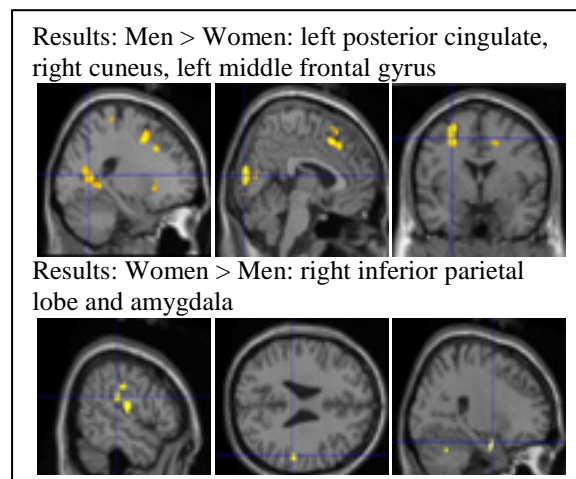 Results: Men > Women: left posterior cingulate,
right cuneus, left middle frontal gyrus
Results: Women > Men: right inferior parietal
lobe and amygdala